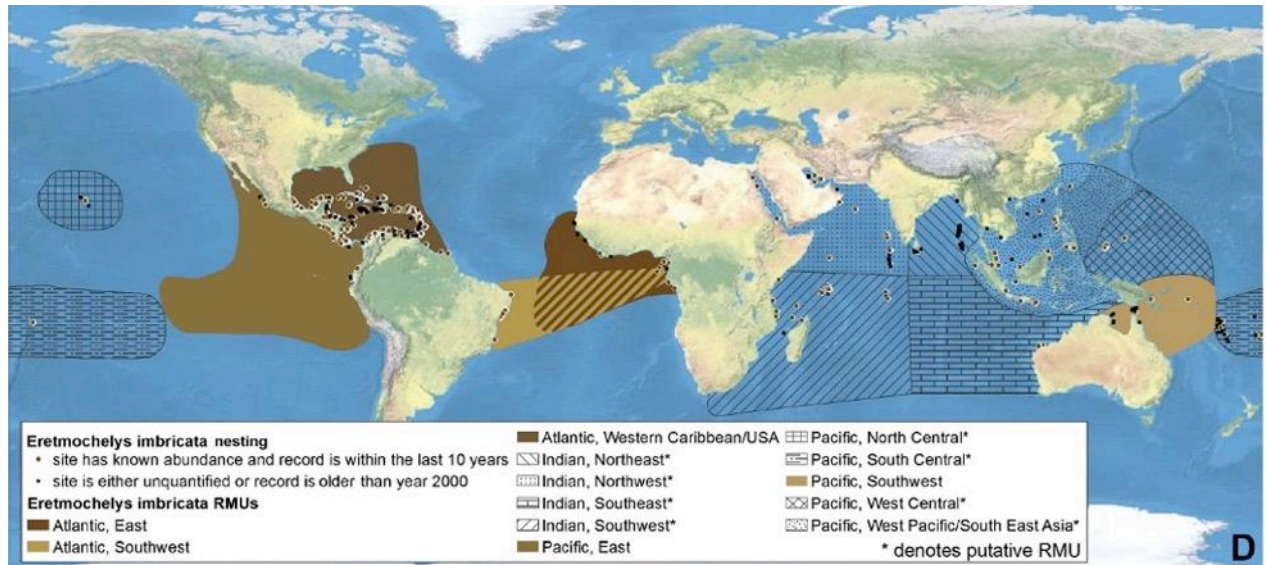 Eretmochelys imbricata nesting
• site has known abundance and record is within the last 10 years
• site is either unquantified or record is older than year 2000
Eretmochelys imbricata RMUs
Atlantic, East
Atlantic, Southwest
Atlantic, Western Caribbean/USA
Indian, Northeast*
Indian, Northwest*
Indian, Southeast*
Indian, Southwest*
Pacific, East
Pacific, North Central*
Pacific, South Central*
Pacific, Southwest
Pacific, West Central*
Pacific, West Pacific/South East Asia*
* denotes putative RMU
D